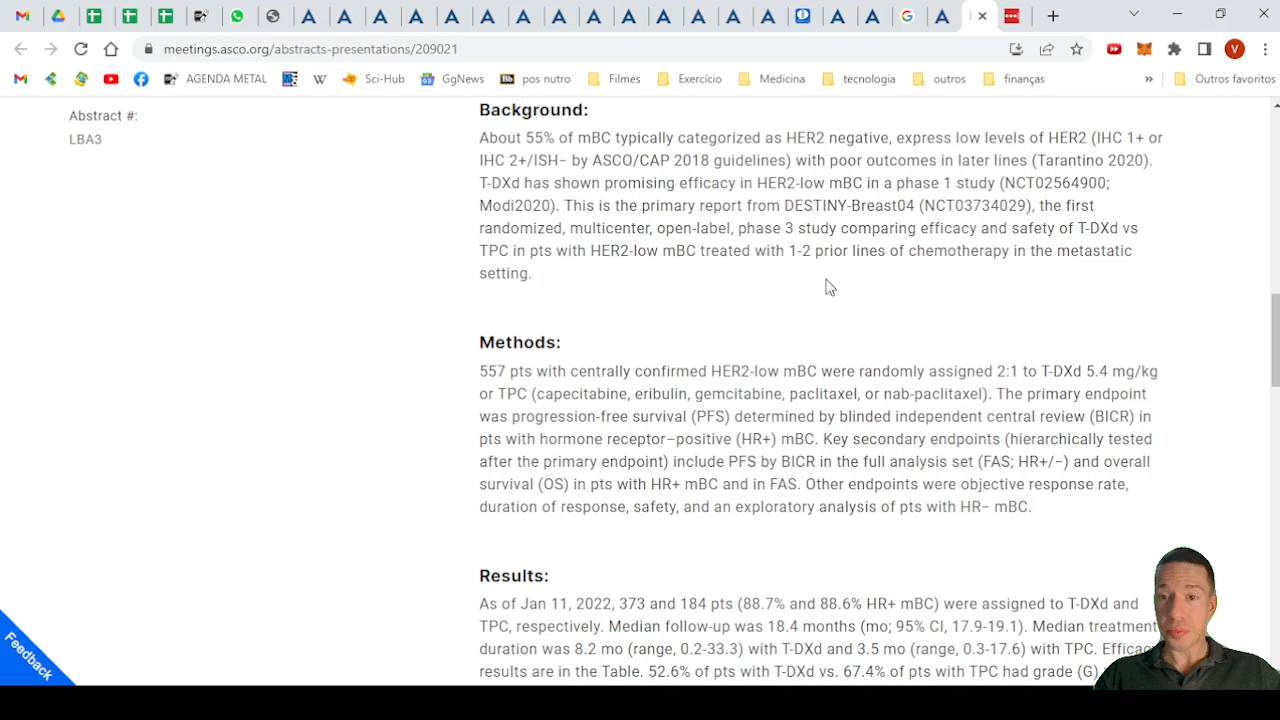 meetings.asco.org/abstracts-presentations/209021
V
AGENDA METAL
W
Sci-Hub
GgNews
Bb
pos nutro
Filmes
Exercício
Medicina
tecnologia
outros
finanças
»
Outros favoritos
Abstract #:
LBA3
Background:
About 55% of mBC typically categorized as HER2 negative, express low levels of HER2 (IHC 1+ or
IHC 2+/ISH− by ASCO/CAP 2018 guidelines) with poor outcomes in later lines (Tarantino 2020).
T-DXd has shown promising efficacy in HER2-low mBC in a phase 1 study (NCT02564900;
Modi2020). This is the primary report from DESTINY-Breast04 (NCT03734029), the first
randomized, multicenter, open-label, phase 3 study comparing efficacy and safety of T-DXd vs
TPC in pts with HER2-low mBC treated with 1-2 prior lines of chemotherapy in the metastatic
setting.
Methods:
557 pts with centrally confirmed HER2-low mBC were randomly assigned 2:1 to T-DXd 5.4 mg/kg
or TPC (capecitabine, eribulin, gemcitabine, paclitaxel, or nab-paclitaxel). The primary endpoint
was progression-free survival (PFS) determined by blinded independent central review (BICR) in
pts with hormone receptor–positive (HR+) mBC. Key secondary endpoints (hierarchically tested
after the primary endpoint) include PFS by BICR in the full analysis set (FAS; HR+/−) and overall
survival (OS) in pts with HR+ mBC and in FAS. Other endpoints were objective response rate,
duration of response, safety, and an exploratory analysis of pts with HR− mBC.
Results:
As of Jan 11, 2022, 373 and 184 pts (88.7% and 88.6% HR+ mBC) were assigned to T-DXd and
TPC, respectively. Median follow-up was 18.4 months (mo; 95% CI, 17.9-19.1). Median treatment
duration was 8.2 mo (range, 0.2-33.3) with T-DXd and 3.5 mo (range, 0.3-17.6) with TPC.
results are in the Table. 52.6% of pts with T-DXd vs. 67.4% of pts with TPC had grade (G)
Feedback